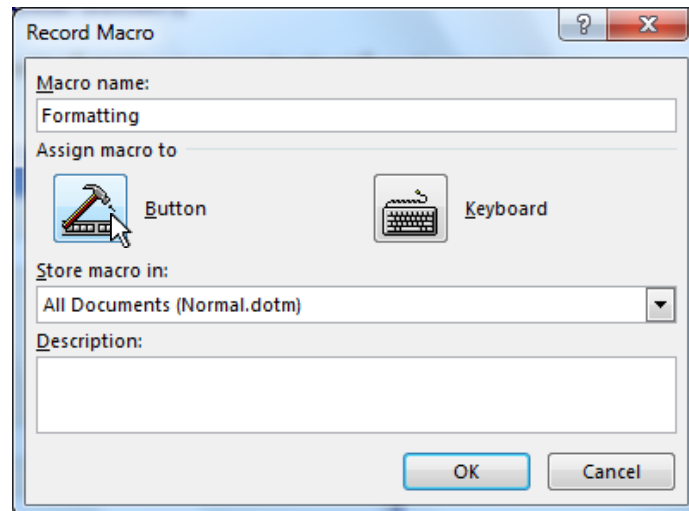 Record Macro
Macro name:
Formatting
Assign macro to
Button Keyboard
Store macro in:
All Documents (Normal.dotm)
Description:
OK Cancel